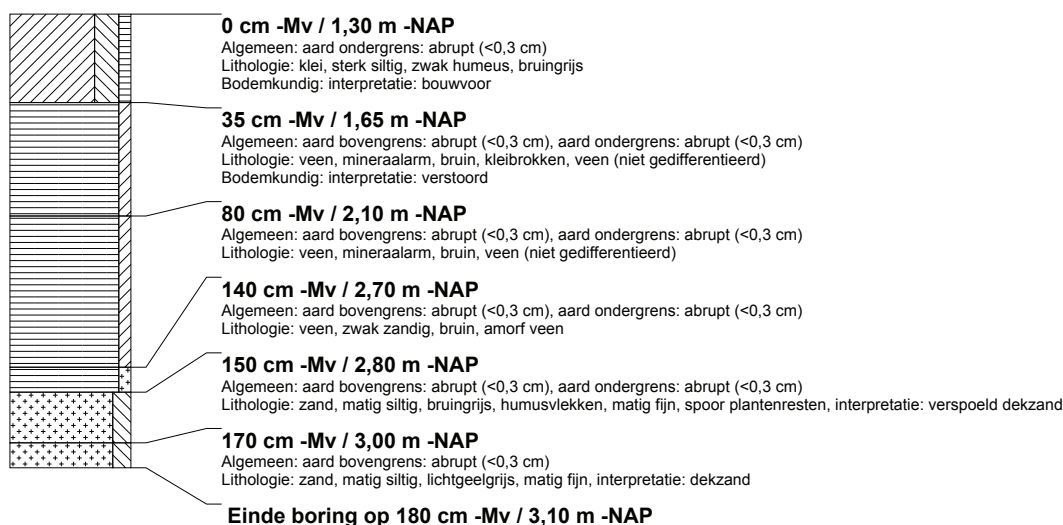 0 cm -Mv / 1,30 m -NAP
Algemeen: aard ondergrens: abrupt (<0,3 cm)
Lithologie: klei, sterk siltig, zwak humeus, bruingrijs
Bodemkundig: interpretatie: bouwvoor
35 cm -Mv / 1,65 m -NAP
Algemeen: aard bovengrens: abrupt (<0,3 cm), aard ondergrens: abrupt (<0,3 cm)
Lithologie: veen, mineraalarm, bruin, kleibrokken, veen (niet gedifferentieerd)
Bodemkundig: interpretatie: verstoord
80 cm -Mv / 2,10 m -NAP
Algemeen: aard bovengrens: abrupt (<0,3 cm), aard ondergrens: abrupt (<0,3 cm)
Lithologie: veen, mineraalarm, bruin, veen (niet gedifferentieerd)
140 cm -Mv / 2,70 m -NAP
Algemeen: aard bovengrens: abrupt (<0,3 cm), aard ondergrens: abrupt (<0,3 cm)
Lithologie: veen, zwak zandig, bruin, amorf veen
150 cm -Mv / 2,80 m -NAP
Algemeen: aard bovengrens: abrupt (<0,3 cm), aard ondergrens: abrupt (<0,3 cm)
Lithologie: zand, matig siltig, bruingrijs, humusvlekken, matig fijn, spoor plantenresten, interpretatie: verspoeld dekzand
170 cm -Mv / 3,00 m -NAP
Algemeen: aard bovengrens: abrupt (<0,3 cm)
Lithologie: zand, matig siltig, lichtgeelgrijs, matig fijn, interpretatie: dekzand
Einde boring op 180 cm -Mv / 3,10 m -NAP